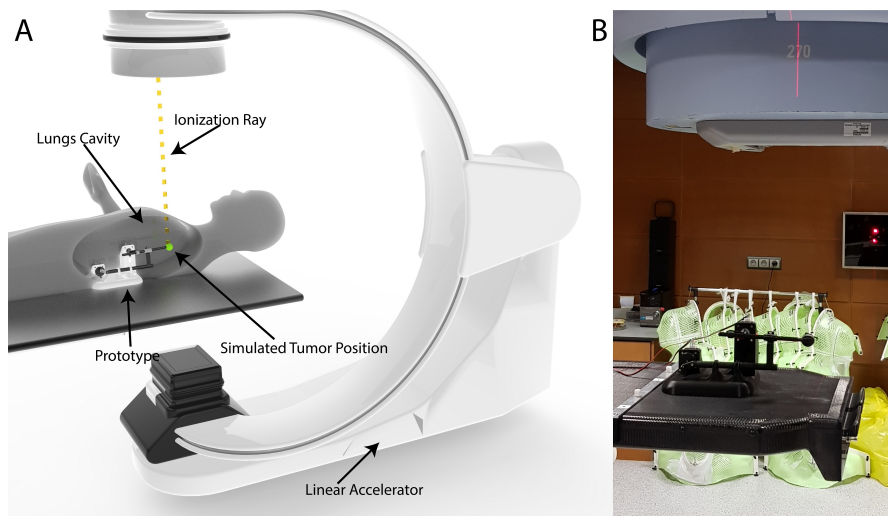 A
B
Ionization Ray
Lungs Cavity
Prototype
Simulated Tumor Position
Linear Accelerator
270